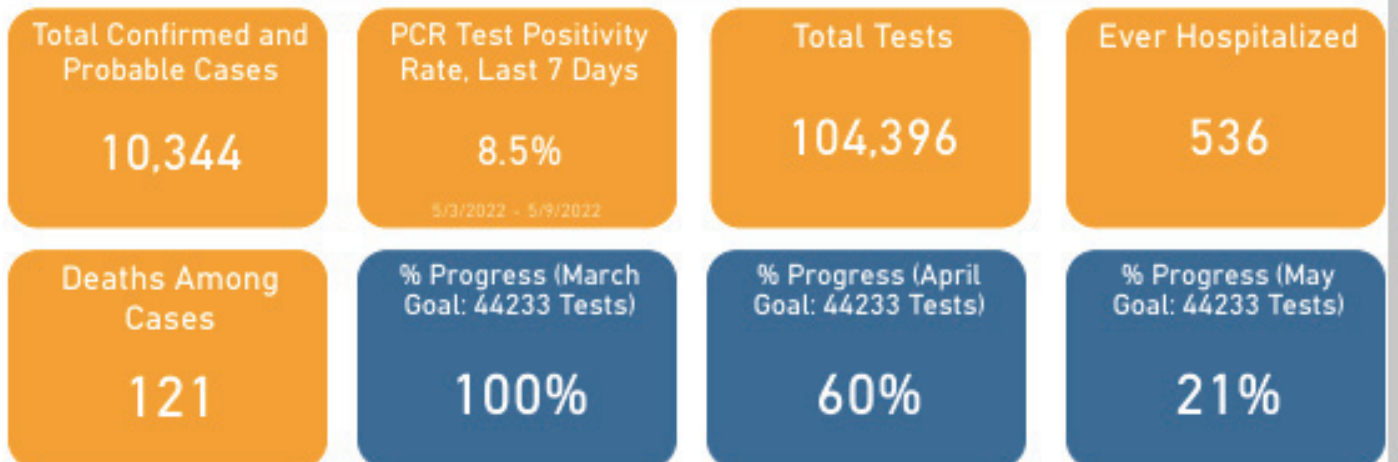 Total Confirmed and
Probable Cases
10,344
PCR Test Positivity
Rate, Last 7 Days
8.5%
5/3/2022 - 5/9/2022
Total Tests
104,396
Ever Hospitalized
536
Deaths Among
Cases
121
% Progress (March
Goal: 44233 Tests)
100%
% Progress (April
Goal: 44233 Tests)
60%
% Progress (May
Goal: 44233 Tests)
21%